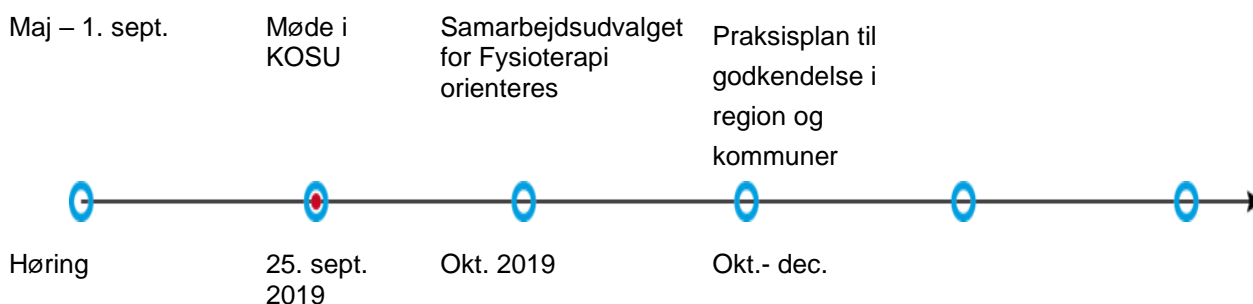 Maj – 1. sept.
Møde i
KOSU
Samarbejdsudvalget
for Fysioterapi
orienteres
Praksisplan til
godkendelse i
region og
kommuner
Høring
25. sept.
2019
Okt. 2019
Okt.- dec.